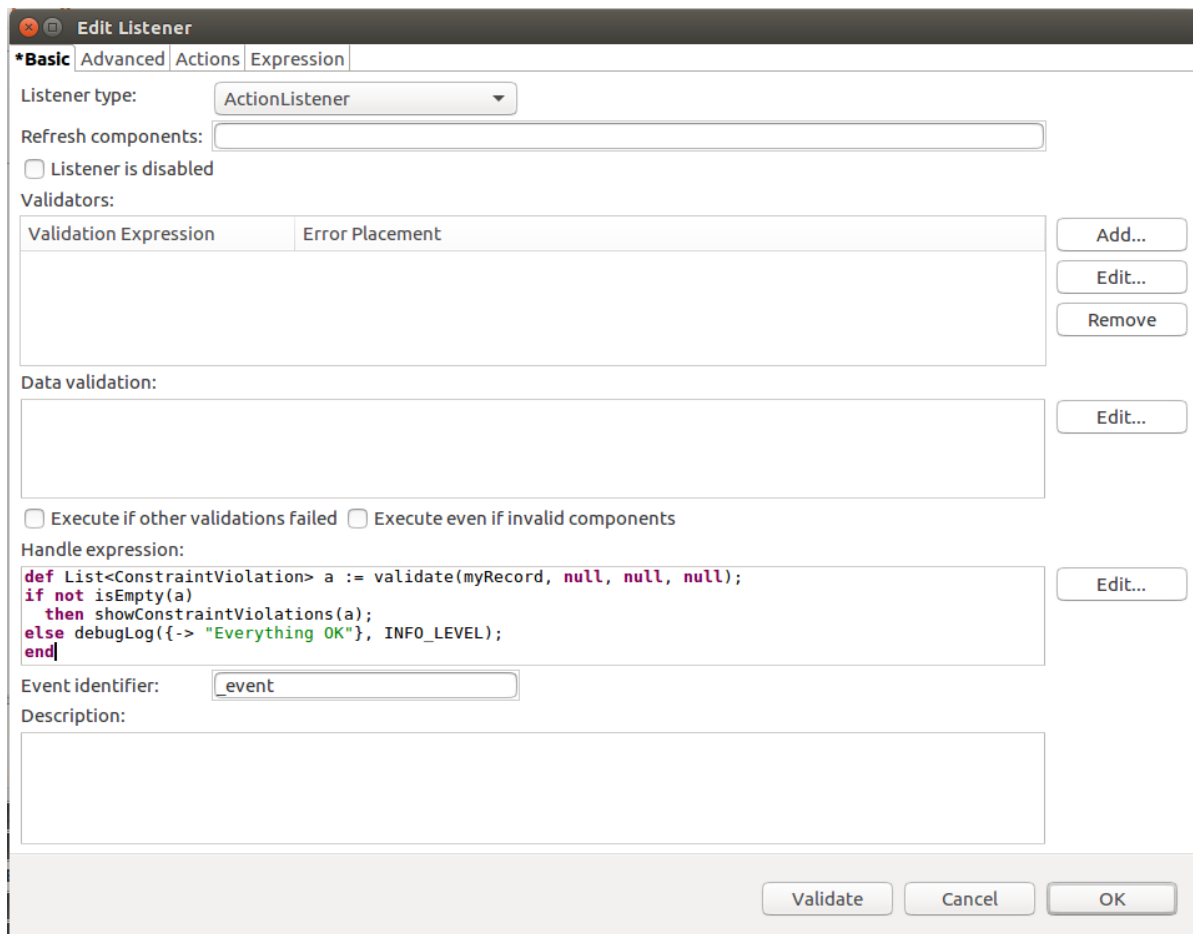 Edit Listener
*Basic Advanced Actions Expression
Listener type: ActionListener
Refresh components:
Listener is disabled
Validators:
Validation Expression Error Placement
Add...
Edit...
Remove
Data validation:
Edit...
Execute if other validations failed Execute even if invalid components
Handle expression:
def List<ConstraintViolation> a := validate(myRecord, null, null, null);
if not isEmpty(a)
  then showConstraintViolations(a);
else debugLog({-> "Everything OK"}, INFO_LEVEL);
end
Edit...
Event identifier: _event
Description:
Validate Cancel OK